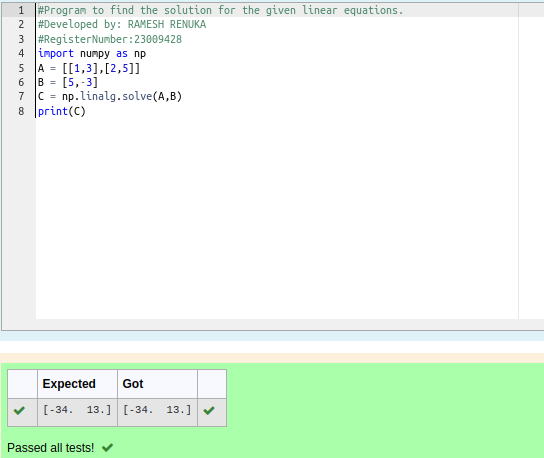 1 #Program to find the solution for the given linear equations.
2 #Developed by: RAMESH RENUKA
3 #RegisterNumber:23009428
4 import numpy as np
5 A = [[1,3],[2,5]]
6 B = [5,-3]
7 C = np.linalg.solve(A,B)
8 print(C)
Expected Got
[-34. 13.] [-34. 13.]
Passed all tests!